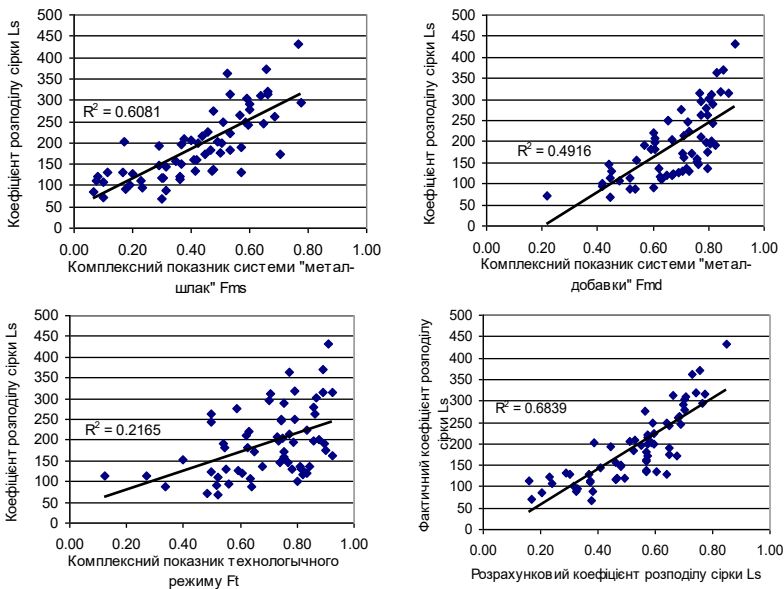 500
450
400
350
300
250
200
150
100
50
0
Коефіцієнт розподілу сірки Ls
R² = 0.6081
0.00 0.20 0.40 0.60 0.80 1.00
Комплексний показник системи "метал-
шлак" Fms
500
450
400
350
300
250
200
150
100
50
0
Коефіцієнт розподілу сірки Ls
R² = 0.4916
0.00 0.20 0.40 0.60 0.80 1.00
Комплексний показник системи "метал-
добавки" Fmd
500
450
400
350
300
250
200
150
100
50
0
Коефіцієнт розподілу сірки Ls
R² = 0.2165
0.00 0.20 0.40 0.60 0.80 1.00
Комплексний показник технологычного
режиму Ft
500
450
400
350
300
250
200
150
100
50
0
Фактичний коефіцієнт розподілу
сірки Ls
R² = 0.6839
0.00 0.20 0.40 0.60 0.80 1.00
Розрахунковий коефіцієнт розподілу сірки Ls